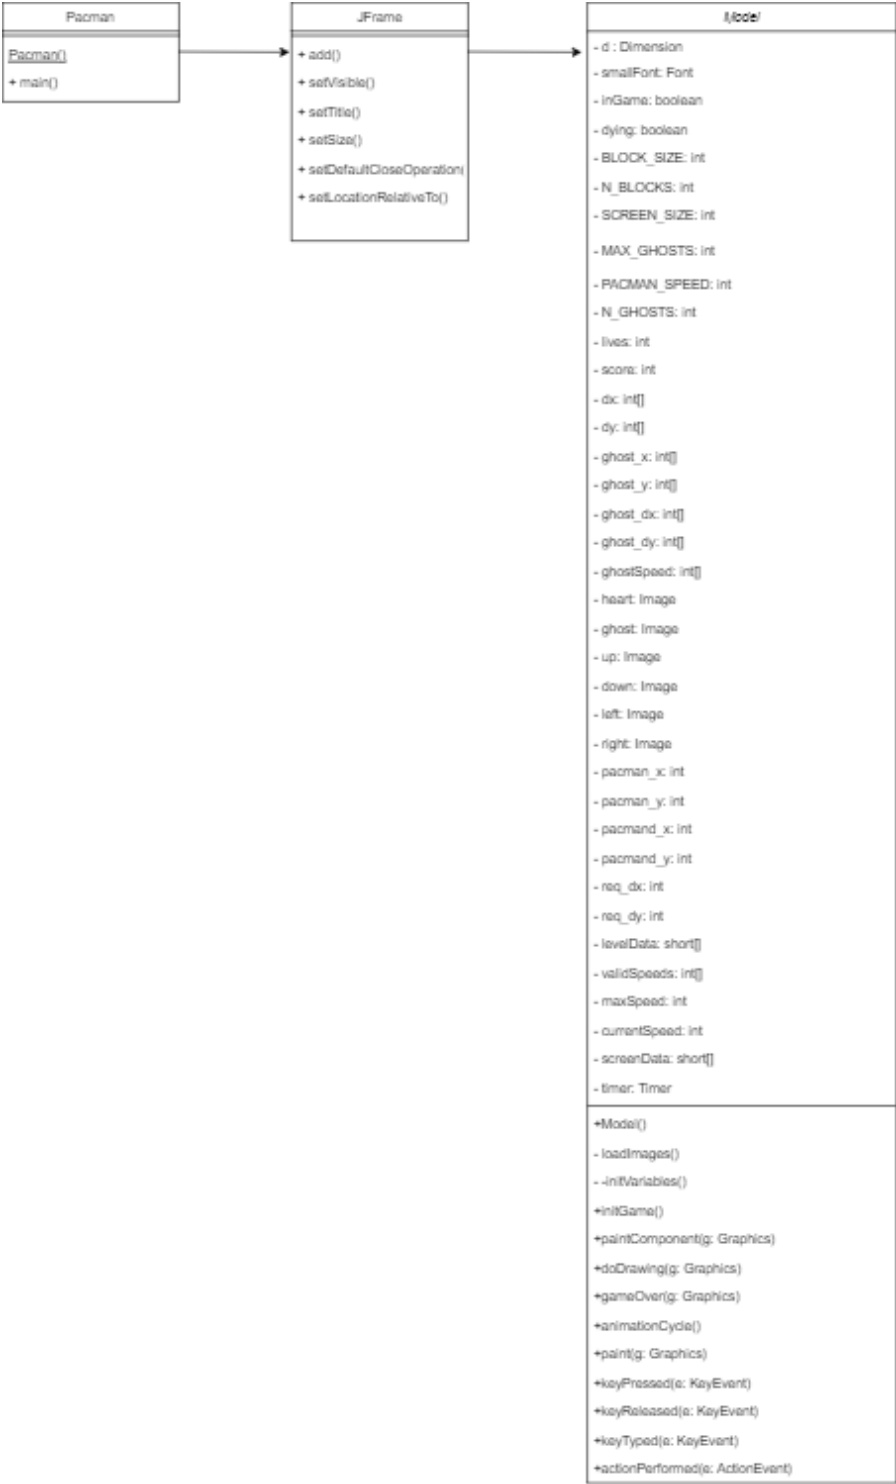 Pacman
Pacman()
+ main()
JFrame
+ add()
+ setVisible()
+ setTitle()
+ setSize()
+ setDefaultCloseOperation(
+ setLocationRelativeTo()
Model
- d : Dimension
- smallFont: Font
- inGame: boolean
- dying: boolean
- BLOCK_SIZE: int
- N_BLOCKS: int
- SCREEN_SIZE: int
- MAX_GHOSTS: int
- PACMAN_SPEED: int
- N_GHOSTS: int
- lives: int
- score: int
- dx: int[]
- dy: int[]
- ghost_x: int[]
- ghost_y: int[]
- ghost_dx: int[]
- ghost_dy: int[]
- ghostSpeed: int[]
- heart: Image
- ghost: Image
- up: Image
- down: Image
- left: Image
- right: Image
- pacman_x: int
- pacman_y: int
- pacmand_x: int
- pacmand_y: int
- req_dx: int
- req_dy: int
- levelData: short[]
- validSpeeds: int[]
- maxSpeed: int
- currentSpeed: int
- screenData: short[]
- timer: Timer
+Model()
- loadImages()
- -initVariables()
+initGame()
+paintComponent(g: Graphics)
+doDrawing(g: Graphics)
+gameOver(g: Graphics)
+animationCycle()
+paint(g: Graphics)
+keyPressed(e: KeyEvent)
+keyReleased(e: KeyEvent)
+keyTyped(e: KeyEvent)
+actionPerformed(e: ActionEvent)